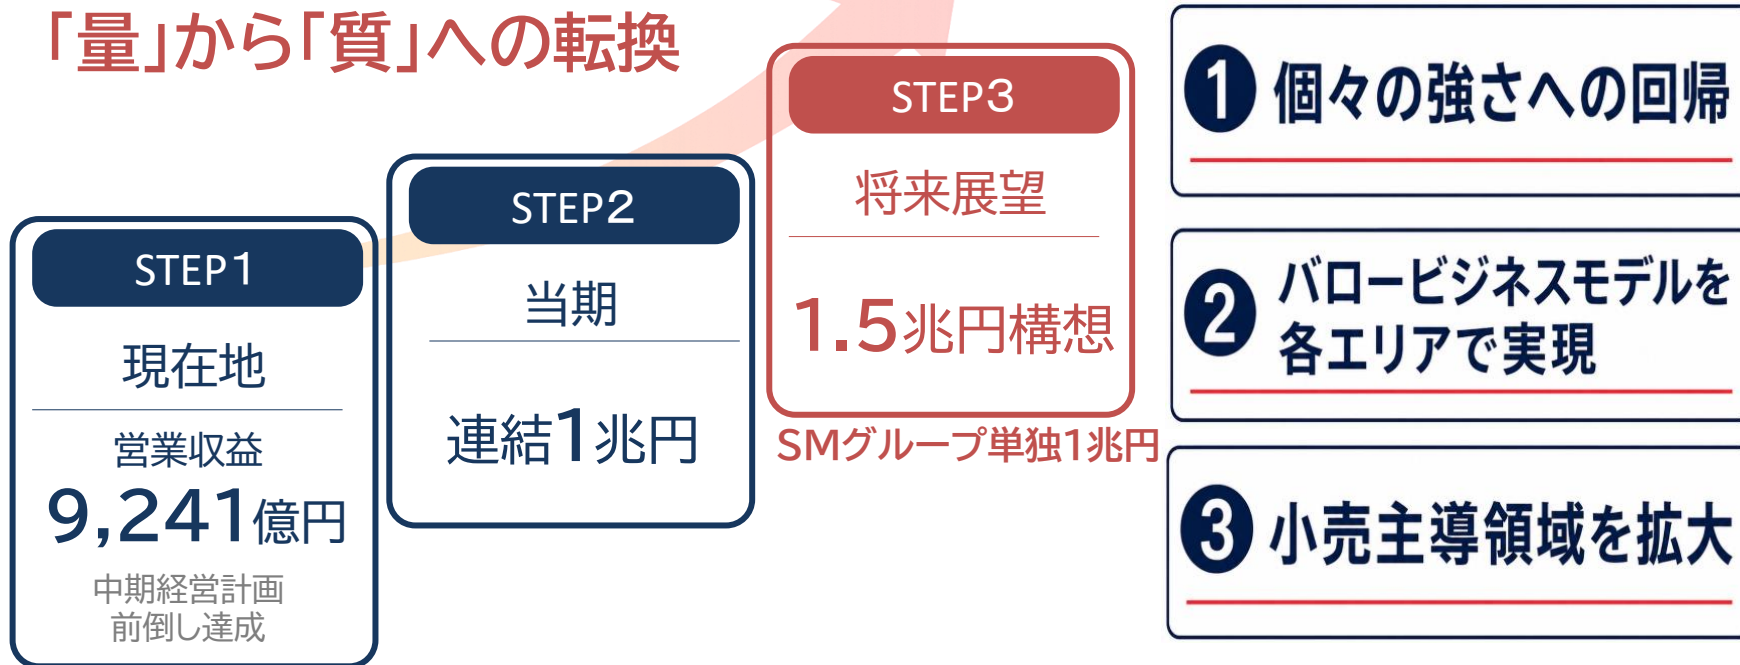 「量」から「質」への転換
STEP1
現在地
営業収益
9,241億円
中期経営計画
前倒し達成
STEP2
当期
連結1兆円
STEP3
将来展望
1.5兆円構想
SMグループ単独1兆円
❶ 個々の強さへの回帰
❷ バロービジネスモデルを
各エリアで実現
❸ 小売主導領域を拡大